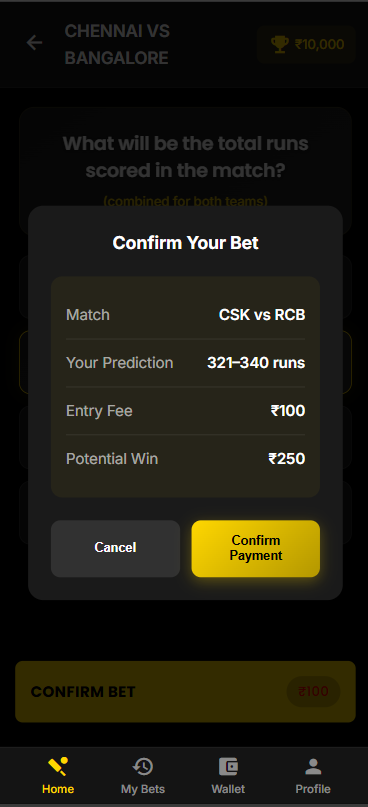 CHENNAI VS
BANGALORE
₹10,000
What will be the total runs
scored in the match?
(combined for both teams)
Confirm Your Bet
Match CSK vs RCB
Your Prediction 321–340 runs
Entry Fee ₹100
Potential Win ₹250
Cancel
Confirm
Payment
CONFIRM BET ₹100
Home My Bets Wallet Profile